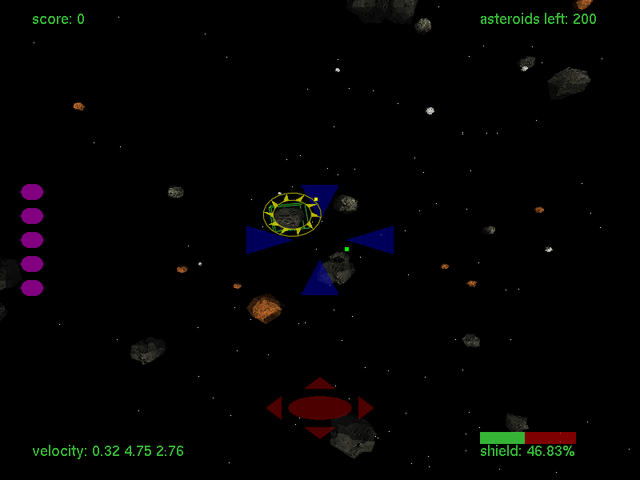 score: 0
asteroids left: 200
velocity: 0.32 4.75 2:76
shield: 46.83%